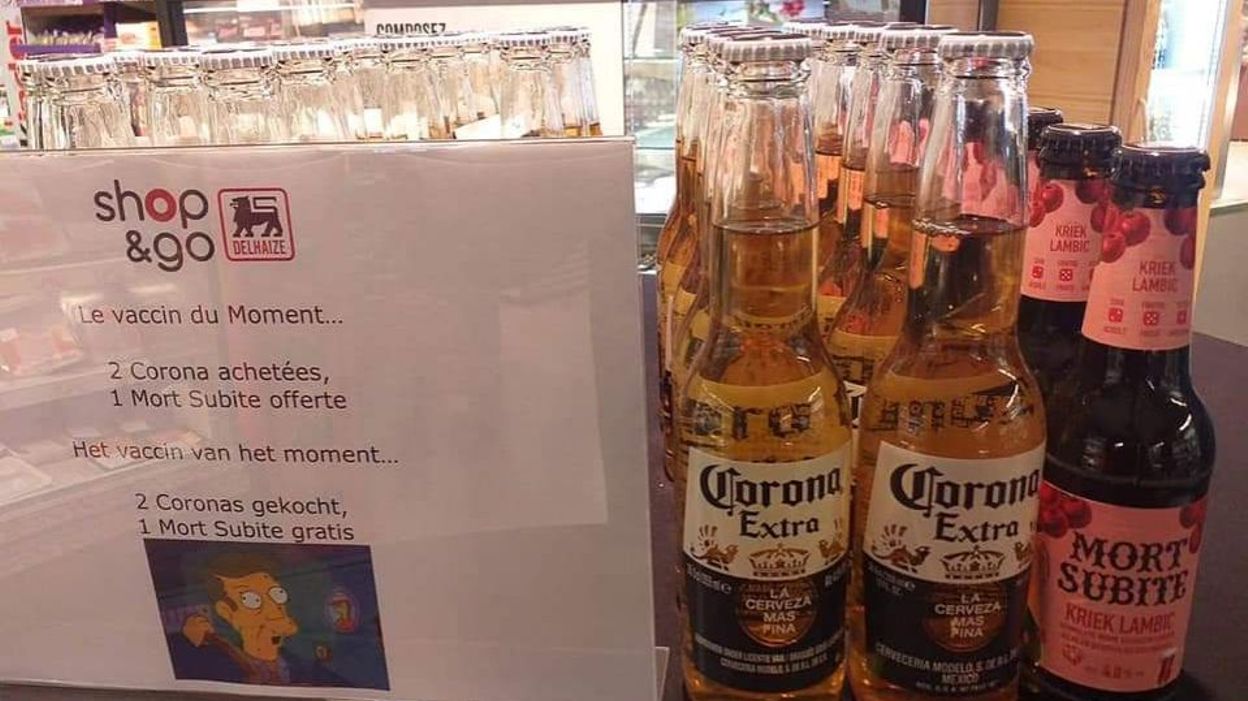 COMPOSEZ
shop
&go
DELHAIZE
Le vaccin du Moment...
2 Corona achetées,
1 Mort Subite offerte
Het vaccin van het moment...
2 Coronas gekocht,
1 Mort Subite gratis
Corona
Extra
LA
CERVEZA
MAS
FINA
Corona
Extra
LA
CERVEZA
MAS
FINA
CERVECERIA MODELO, S. DE R.L. DE C.V.
MEXICO
KRIEK
LAMBIC
KRIEK
LAMBIC
MORT
SUBITE
KRIEK LAMBIC